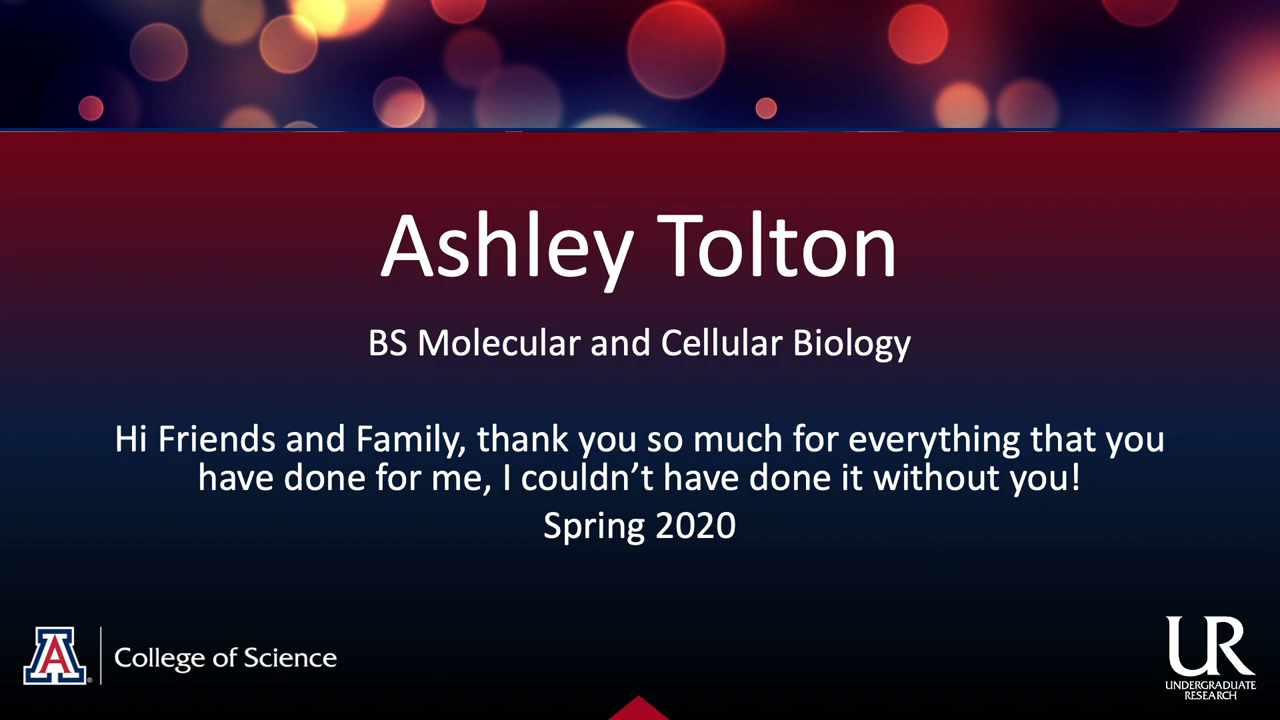 Ashley Tolton
BS Molecular and Cellular Biology
Hi Friends and Family, thank you so much for everything that you
have done for me, I couldn’t have done it without you!
Spring 2020
A
College of Science
UR
UNDERGRADUATE
RESEARCH